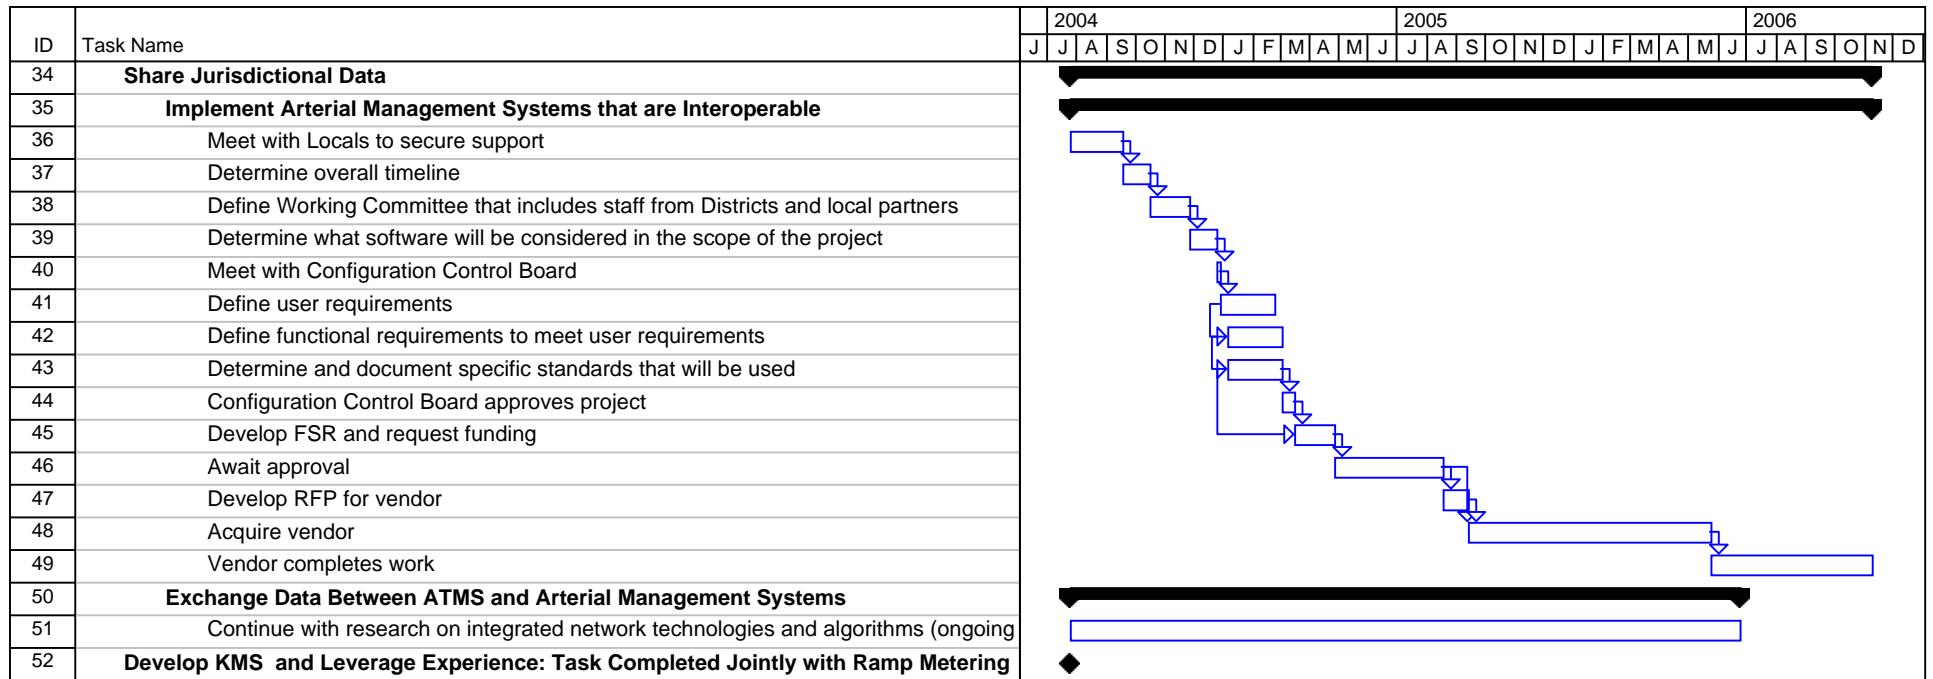 2004 2005 2006
ID Task Name J J A S O N D J F M A M J J A S O N D J F M A M J J A S O N D
34 Share Jurisdictional Data
35 Implement Arterial Management Systems that are Interoperable
36 Meet with Locals to secure support
37 Determine overall timeline
38 Define Working Committee that includes staff from Districts and local partners
39 Determine what software will be considered in the scope of the project
40 Meet with Configuration Control Board
41 Define user requirements
42 Define functional requirements to meet user requirements
43 Determine and document specific standards that will be used
44 Configuration Control Board approves project
45 Develop FSR and request funding
46 Await approval
47 Develop RFP for vendor
48 Acquire vendor
49 Vendor completes work
50 Exchange Data Between ATMS and Arterial Management Systems
51 Continue with research on integrated network technologies and algorithms (ongoing
52 Develop KMS and Leverage Experience: Task Completed Jointly with Ramp Metering